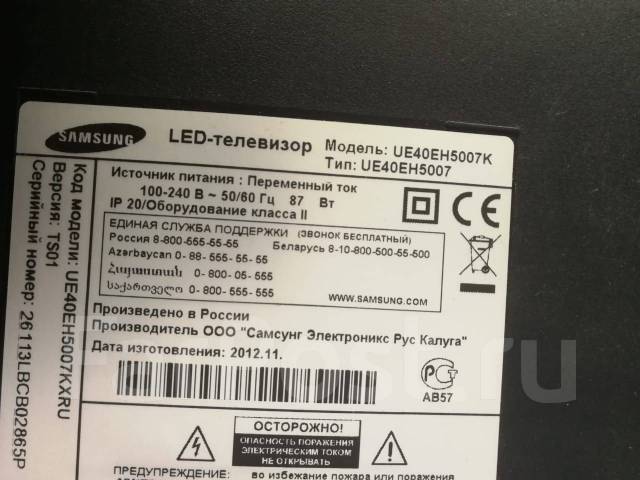 SAMSUNG
LED-телевизор
Модель: UE40EH5007K
Тип: UE40EH5007
Источник питания : Переменный ток
100-240 В ~ 50/60 Гц 87 Вт
IP 20/Оборудование класса II
ЕДИНАЯ СЛУЖБА ПОДДЕРЖКИ (ЗВОНОК БЕСПЛАТНЫЙ)
Россия 8-800-555-55-55 Беларусь 8-10-800-500-55-500
Azərbaycan 0- 88- 555- 55- 55
Հայաստան 0- 800- 05- 555
საქართველო 0-800- 555- 555
WWW.SAMSUNG.COM
Произведено в России
Производитель ООО "Самсунг Электроникс Рус Калуга"
Дата изготовления: 2012.11.
АВ57
ОСТОРОЖНО!
ОПАСНОСТЬ ПОРАЖЕНИЯ
ЭЛЕКТРИЧЕСКИМ ТОКОМ
НЕ ОТКРЫВАТЬ
ПРЕДУПРЕЖДЕНИЕ: во избежание пожара или поражения
Код модели: UE40EH5007KXRU
Версия: TS01
Серийный номер: 26113LBCB02865P